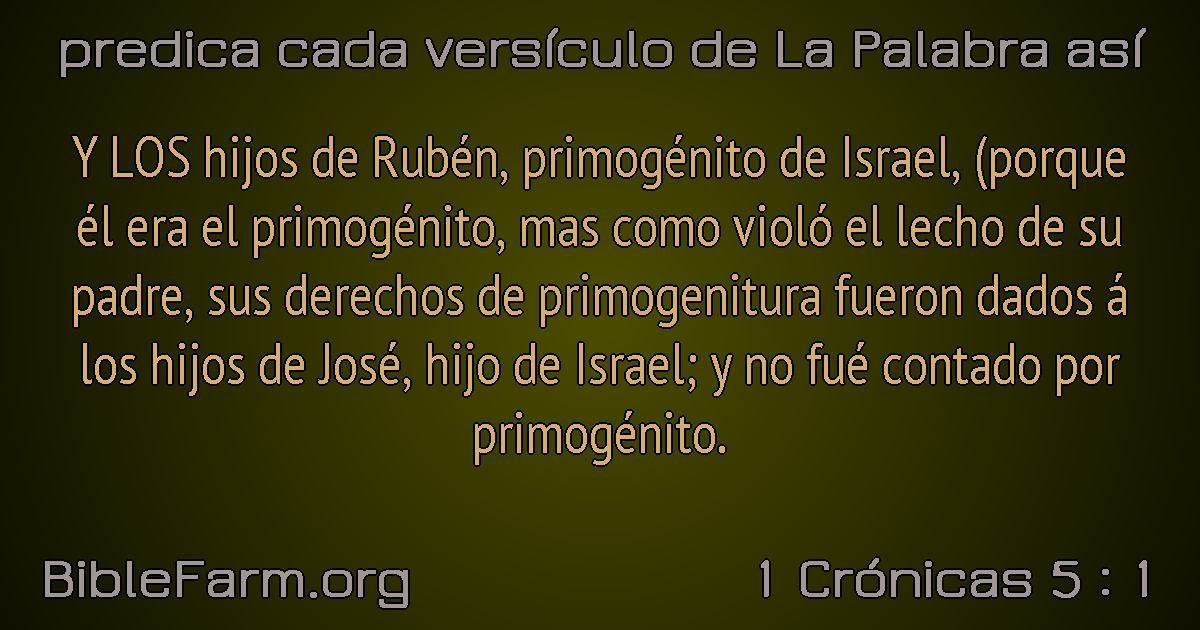 predica cada versículo de La Palabra así
Y LOS hijos de Rubén, primogénito de Israel, (porque
él era el primogénito, mas como violó el lecho de su
padre, sus derechos de primogenitura fueron dados á
los hijos de José, hijo de Israel; y no fué contado por
primogénito.
BibleFarm.org
1 Crónicas 5 : 1